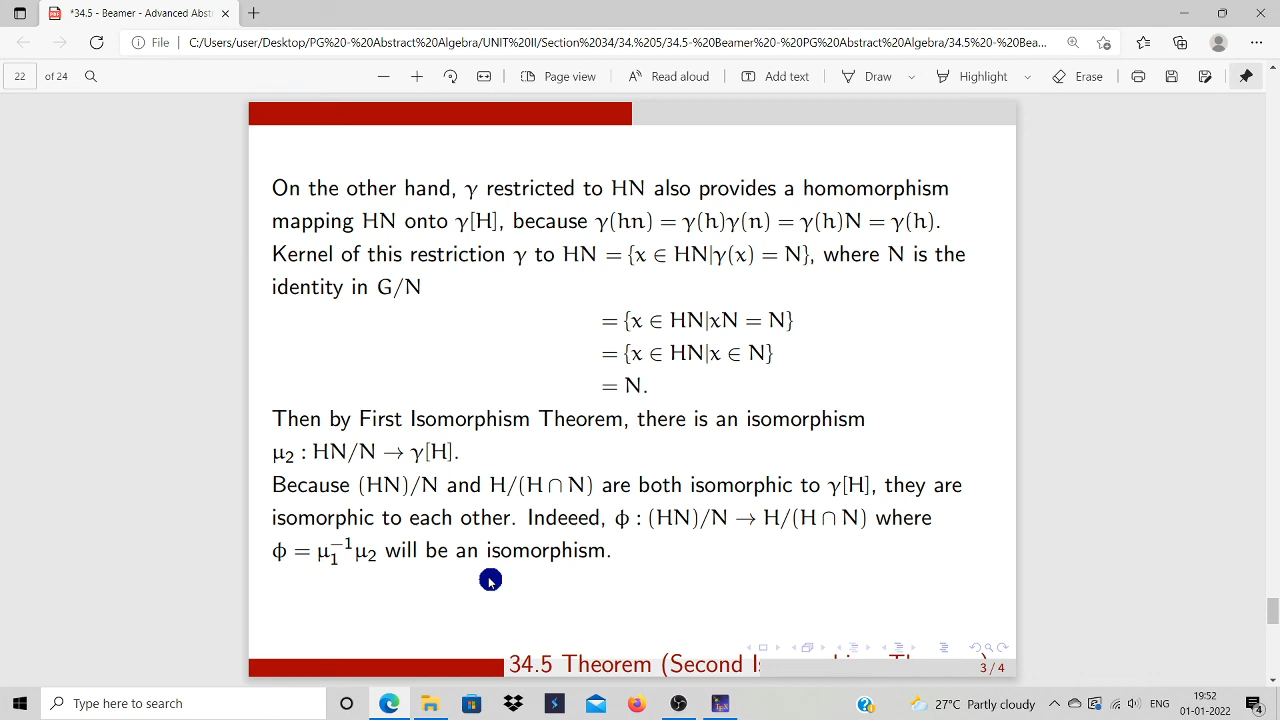 *34.5 - Beamer - Advanced Abst
File
C:/Users/user/Desktop/PG%20-%20Abstract%20Algebra/UNIT%20II/Section%2034/34.%205/34.5-%20Beamer%20-%20PG%20Abstract%20Algebra/34.5%20-%20Bea...
22 of 24
Page view
Read aloud
Add text
Draw
Highlight
Erase
On the other hand, γ restricted to HN also provides a homomorphism
mapping HN onto γ[H], because γ(hn) = γ(h)γ(n) = γ(h)N = γ(h).
Kernel of this restriction γ to HN = {x ∈ HN|γ(x) = N}, where N is the
identity in G/N
= {x ∈ HN|xN = N}
= {x ∈ HN|x ∈ N}
= N.
Then by First Isomorphism Theorem, there is an isomorphism
μ₂ : HN/N → γ[H].
Because (HN)/N and H/(H ∩ N) are both isomorphic to γ[H], they are
isomorphic to each other. Indeeed, ϕ : (HN)/N → H/(H ∩ N) where
ϕ = μ₁⁻¹μ₂ will be an isomorphism.
34.5 Theorem (Second
3/4
Type here to search
27°C Partly cloudy
ENG
19:52
01-01-2022
4